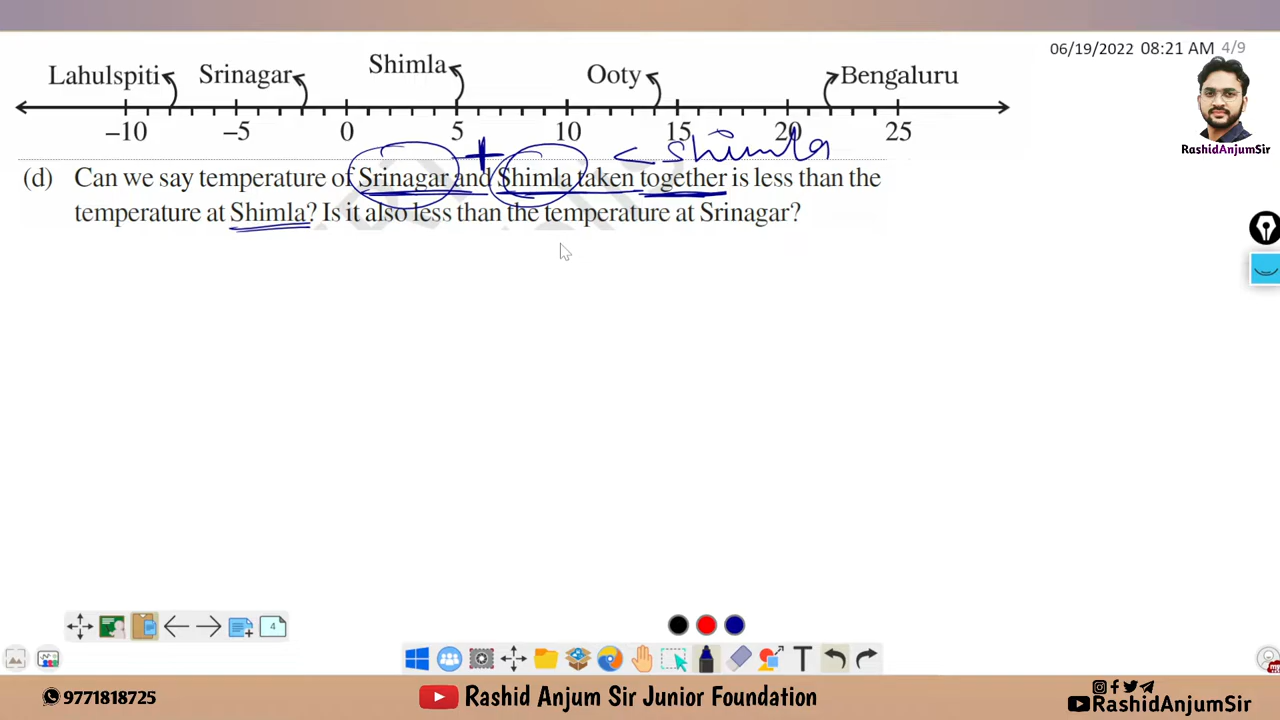 06/19/2022 08:21 AM 4/9
Lahulspiti Srinagar Shimla Ooty Bengaluru
–10 –5 0 5 10 15 20 25
RashidAnjumSir
+ < Shimla
(d) Can we say temperature of Srinagar and Shimla taken together is less than the
temperature at Shimla? Is it also less than the temperature at Srinagar?
4
T
9771818725 Rashid Anjum Sir Junior Foundation RashidAnjumSir